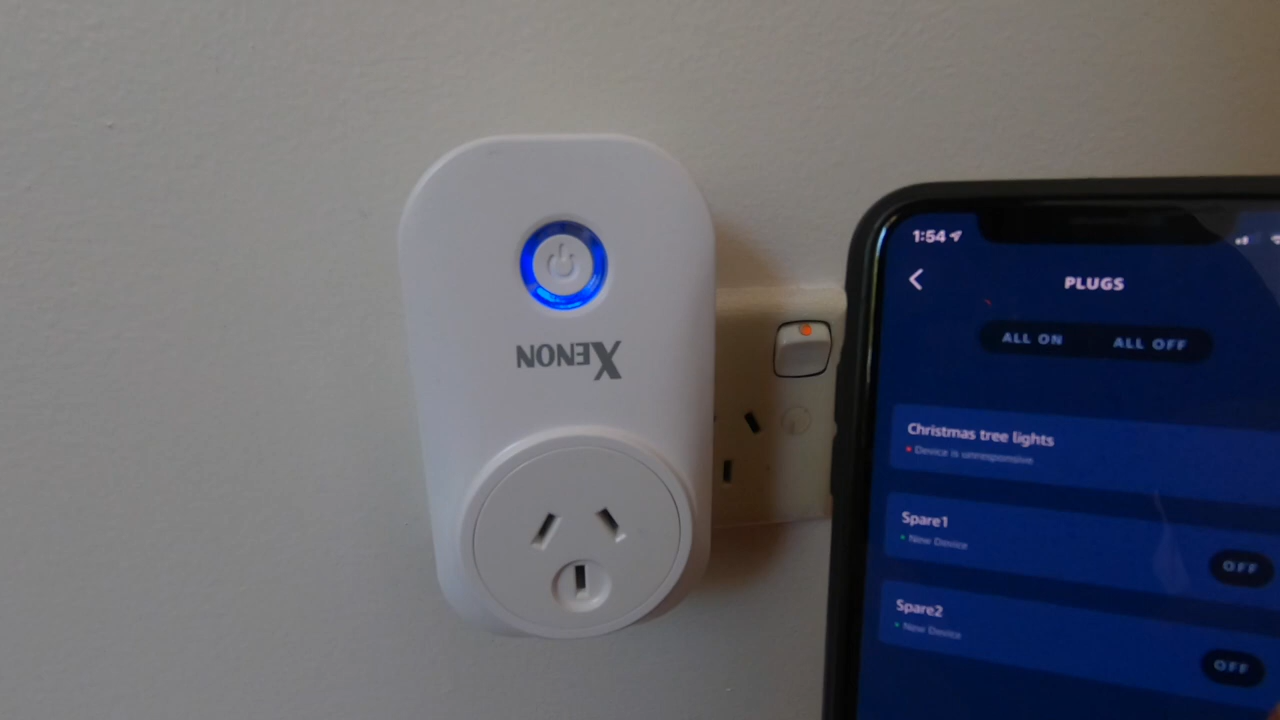 XENON
1:54
PLUGS
ALL ON ALL OFF
Christmas tree lights
Device is unresponsive
Spare1
New Device
OFF
Spare2
New Device
OFF